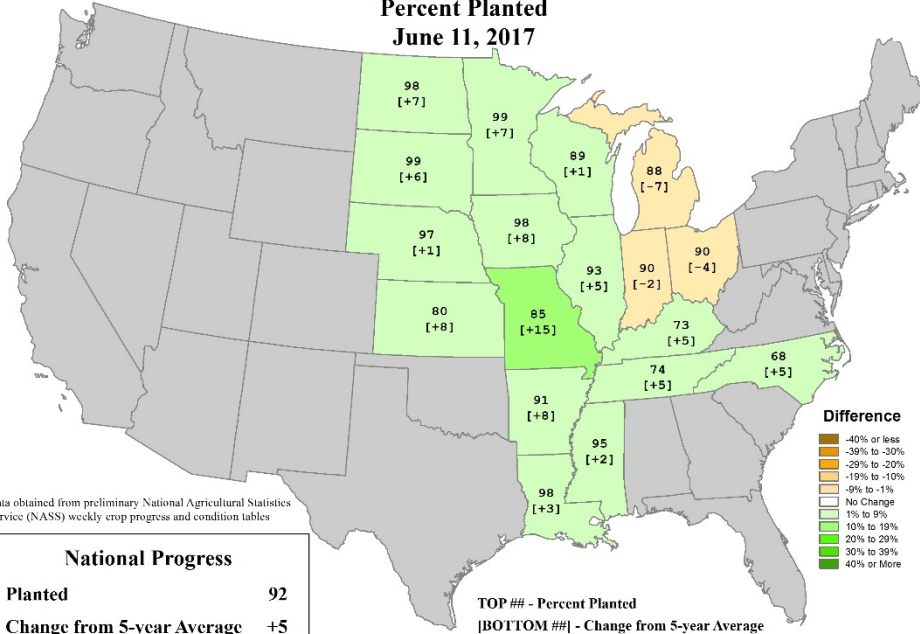 Percent Planted
June 11, 2017
98
[+7]
99
[+7]
89
[+1]
88
[-7]
99
[+6]
98
[+8]
97
[+1]
93
[+5]
90
[-2]
90
[-4]
80
[+8]
85
[+15]
73
[+5]
74
[+5]
68
[+5]
91
[+8]
95
[+2]
98
[+3]
Difference
-40% or less
-39% to -30%
-29% to -20%
-19% to -10%
-9% to -1%
No Change
1% to 9%
10% to 19%
20% to 29%
30% to 39%
40% or More
obtained from preliminary National Agricultural Statistics
(NASS) weekly crop progress and condition tables
National Progress
Planted 92
Change from 5-year Average +5
TOP ## - Percent Planted
[BOTTOM ##] - Change from 5-year Average